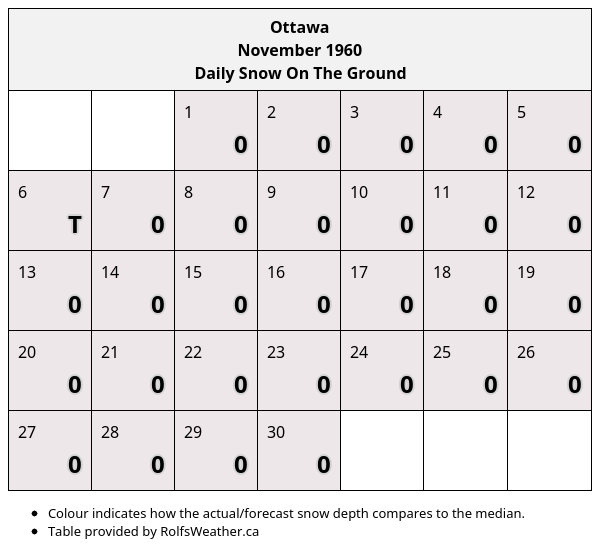 Ottawa
November 1960
Daily Snow On The Ground
1 2 3 4 5
0 0 0 0 0
6 7 8 9 10 11 12
T 0 0 0 0 0 0
13 14 15 16 17 18 19
0 0 0 0 0 0 0
20 21 22 23 24 25 26
0 0 0 0 0 0 0
27 28 29 30
0 0 0 0
• Colour indicates how the actual/forecast snow depth compares to the median.
• Table provided by RolfsWeather.ca